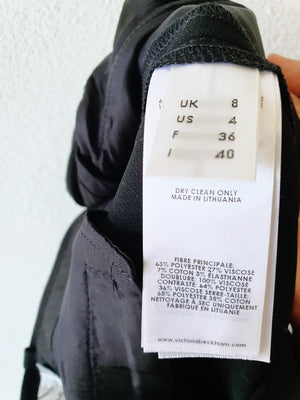 UK 8
US 4
F 36
I 40
DRY CLEAN ONLY
MADE IN LITHUANIA
FIBRE PRINCIPALE:
63% POLYESTER 27% VISCOSE
7% COTON 3% ÉLASTHANNE
DOUBLURE: 100% VISCOSE
CONTRASTE: 64% POLYESTER
36% VISCOSE SERRE-TAILLE:
65% POLYESTER 35% COTON
NETTOYAGE À SEC UNIQUEMENT
FABRIQUÉ EN LITUANIE
www.victoriabeckham.com